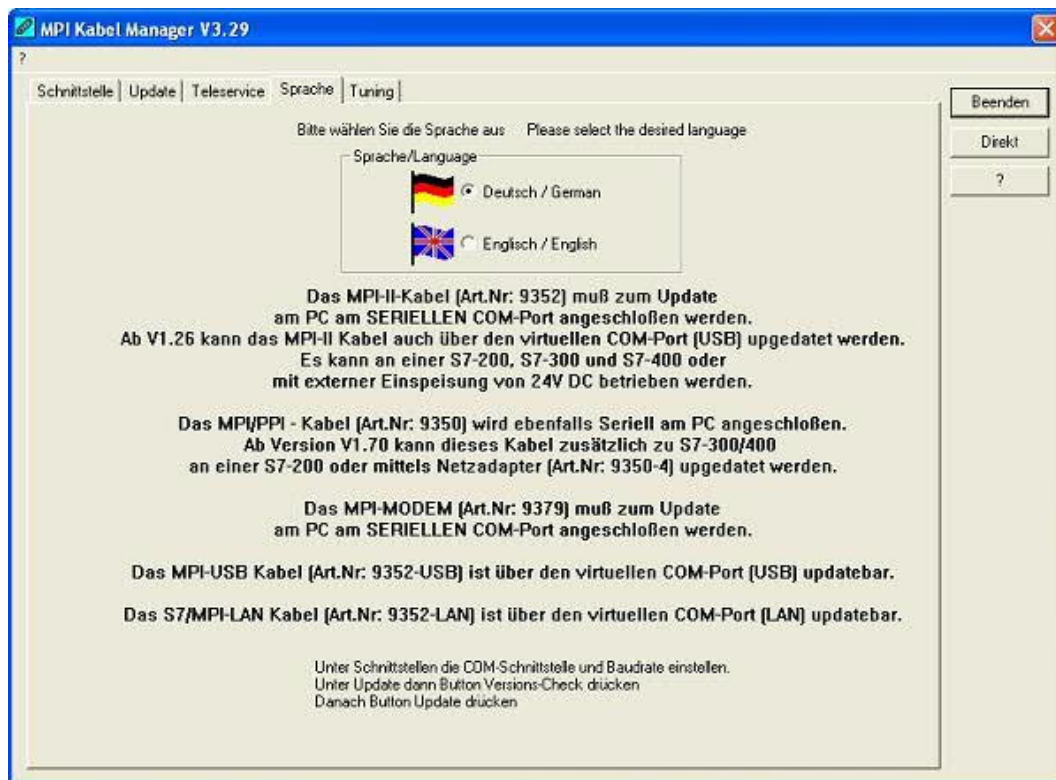 MPI Kabel Manager V3.29
?
Schnittstelle Update Teleservice Sprache Tuning
Beenden
Direkt
?
Bitte wählen Sie die Sprache aus Please select the desired language
Sprache/Language
Deutsch / German
Englisch / English
Das MPI-II-Kabel (Art.Nr: 9352) muß zum Update
am PC am SERIELLEN COM-Port angeschloßen werden.
Ab V1.26 kann das MPI-II Kabel auch über den virtuellen COM-Port (USB) upgedatet werden.
Es kann an einer S7-200, S7-300 und S7-400 oder
mit externer Einspeisung von 24V DC betrieben werden.
Das MPI/PPI - Kabel (Art.Nr: 9350) wird ebenfalls Seriell am PC angeschloßen.
Ab Version V1.70 kann dieses Kabel zusätzlich zu S7-300/400
an einer S7-200 oder mittels Netzadapter (Art.Nr: 9350-4) upgedatet werden.
Das MPI-MODEM (Art.Nr: 9379) muß zum Update
am PC am SERIELLEN COM-Port angeschloßen werden.
Das MPI-USB Kabel (Art.Nr: 9352-USB) ist über den virtuellen COM-Port (USB) updatebar.
Das S7/MPI-LAN Kabel (Art.Nr: 9352-LAN) ist über den virtuellen COM-Port (LAN) updatebar.
Unter Schnittstellen die COM-Schnittstelle und Baudrate einstellen.
Unter Update dann Button Versions-Check drücken
Danach Button Update drücken